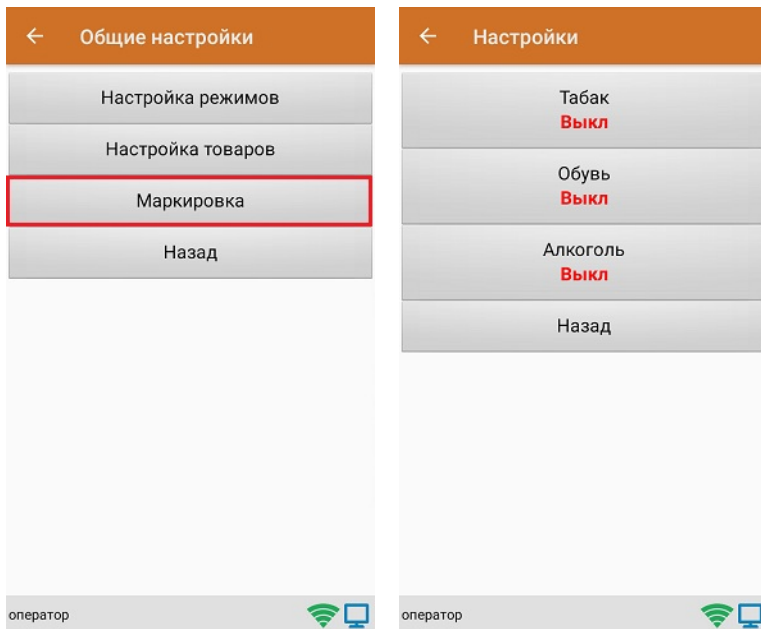 Общие настройки
Настройка режимов
Настройка товаров
Маркировка
Назад
оператор
Настройки
Табак
Выкл
Обувь
Выкл
Алкоголь
Выкл
Назад
оператор